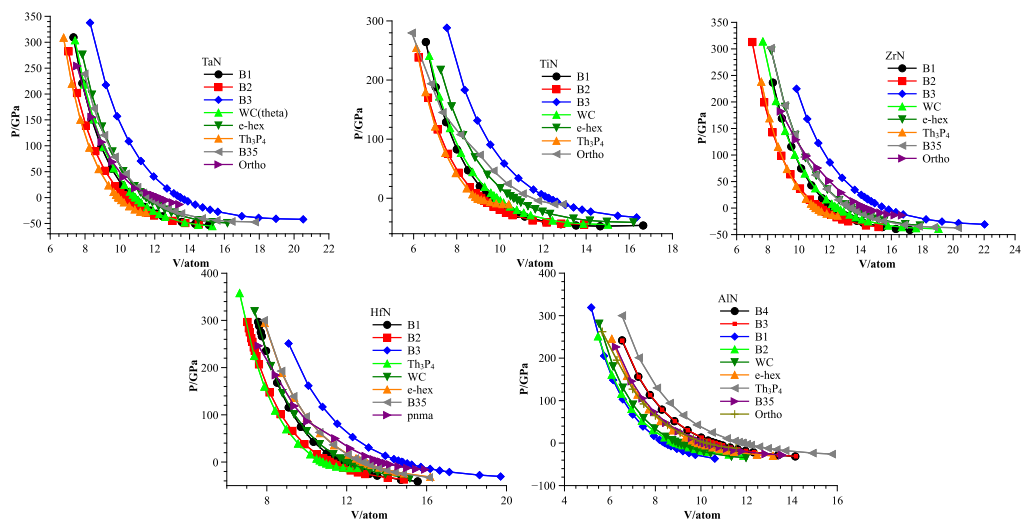 TaN
B1
B2
B3
WC(theta)
e-hex
Th₃P₄
B35
Ortho
P/GPa
350
300
250
200
150
100
50
0
−50
6
8
10
12
14
16
18
20
22
V/atom
TiN
B1
B2
B3
WC
e-hex
Th₃P₄
Ortho
P/GPa
300
200
100
0
6
8
10
12
14
16
18
V/atom
ZrN
B1
B2
B3
WC
e-hex
Th₃P₄
B35
Ortho
P/GPa
350
300
250
200
150
100
50
0
−50
6
8
10
12
14
16
18
20
22
24
V/atom
HfN
B1
B2
B3
Th₃P₄
WC
e-hex
B35
pnma
P/GPa
400
300
200
100
0
8
12
16
20
V/atom
AlN
B4
B3
B1
B2
WC
e-hex
Th₃P₄
B35
Ortho
P/GPa
400
300
200
100
0
−100
4
6
8
10
12
14
16
V/atom